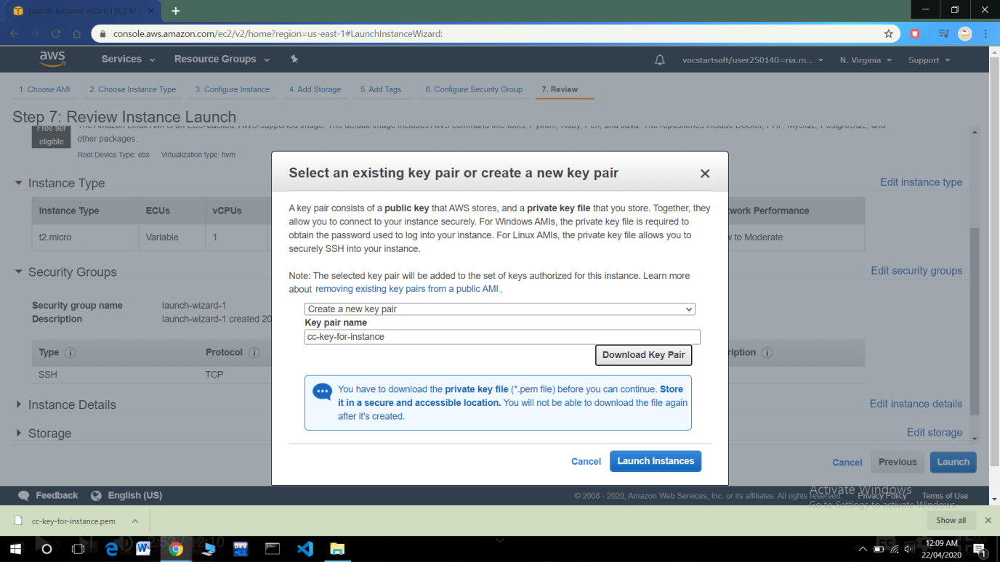 Launch instance wizard | EC2 M
console.aws.amazon.com/ec2/v2/home?region=us-east-1#LaunchInstanceWizard:
aws
Services
Resource Groups
vocstartsoft/user250140=ria.m...
N. Virginia
Support
1. Choose AMI
2. Choose Instance Type
3. Configure Instance
4. Add Storage
5. Add Tags
6. Configure Security Group
7. Review
Step 7: Review Instance Launch
Free tier
eligible
The Amazon Linux AMI is an EBS-backed, AWS-supported image. The default image includes AWS command line tools, Python, Ruby, Perl, and Java. The repositories include Docker, PHP, MySQL, PostgreSQL, and
other packages.
Root Device Type: ebs Virtualization type: hvm
Instance Type
Edit instance type
Instance Type
ECUs
vCPUs
work Performance
t2.micro
Variable
1
to Moderate
Security Groups
Edit security groups
Security group name
launch-wizard-1
Description
launch-wizard-1 created 20
Type
Protocol
ription
SSH
TCP
Instance Details
Edit instance details
Storage
Edit storage
Cancel
Previous
Launch
Select an existing key pair or create a new key pair
A key pair consists of a public key that AWS stores, and a private key file that you store. Together, they
allow you to connect to your instance securely. For Windows AMIs, the private key file is required to
obtain the password used to log into your instance. For Linux AMIs, the private key file allows you to
securely SSH into your instance.
Note: The selected key pair will be added to the set of keys authorized for this instance. Learn more
about removing existing key pairs from a public AMI .
Create a new key pair
Key pair name
cc-key-for-instance
Download Key Pair
You have to download the private key file (*.pem file) before you can continue. Store
it in a secure and accessible location. You will not be able to download the file again
after it's created.
Cancel
Launch Instances
Feedback
English (US)
© 2008 - 2020, Amazon Web Services, Inc. or its affiliates. All rights reserved.
Privacy Policy
Terms of Use
Activate Windows
Go to Settings to activate Windows.
cc-key-for-instance.pem
Show all
DEV
12:09 AM
22/04/2020
1